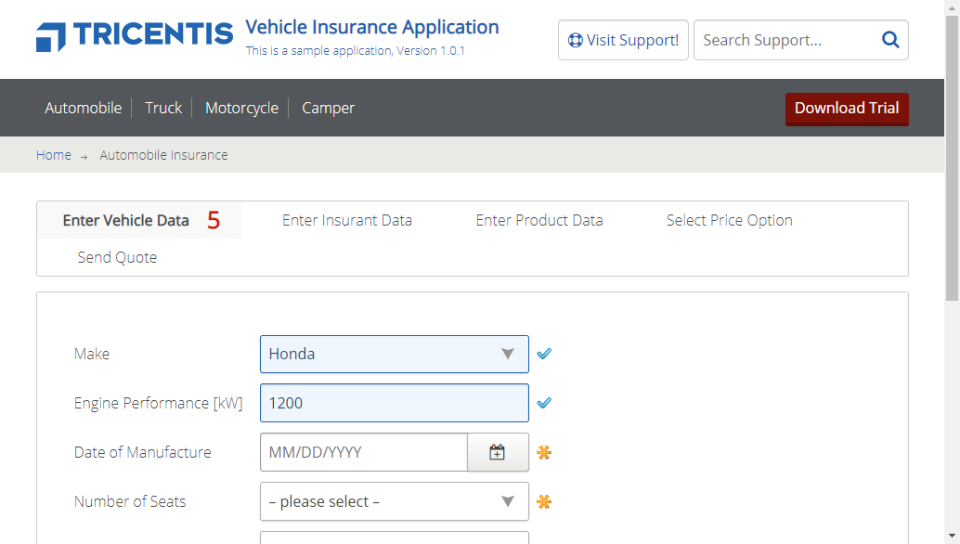 TRICENTIS Vehicle Insurance Application
This is a sample application, Version 1.0.1
Visit Support! Search Support...
Automobile Truck Motorcycle Camper Download Trial
Home → Automobile Insurance
Enter Vehicle Data 5 Enter Insurant Data Enter Product Data Select Price Option
Send Quote
Make Honda
Engine Performance [kW] 1200
Date of Manufacture MM/DD/YYYY
Number of Seats – please select –